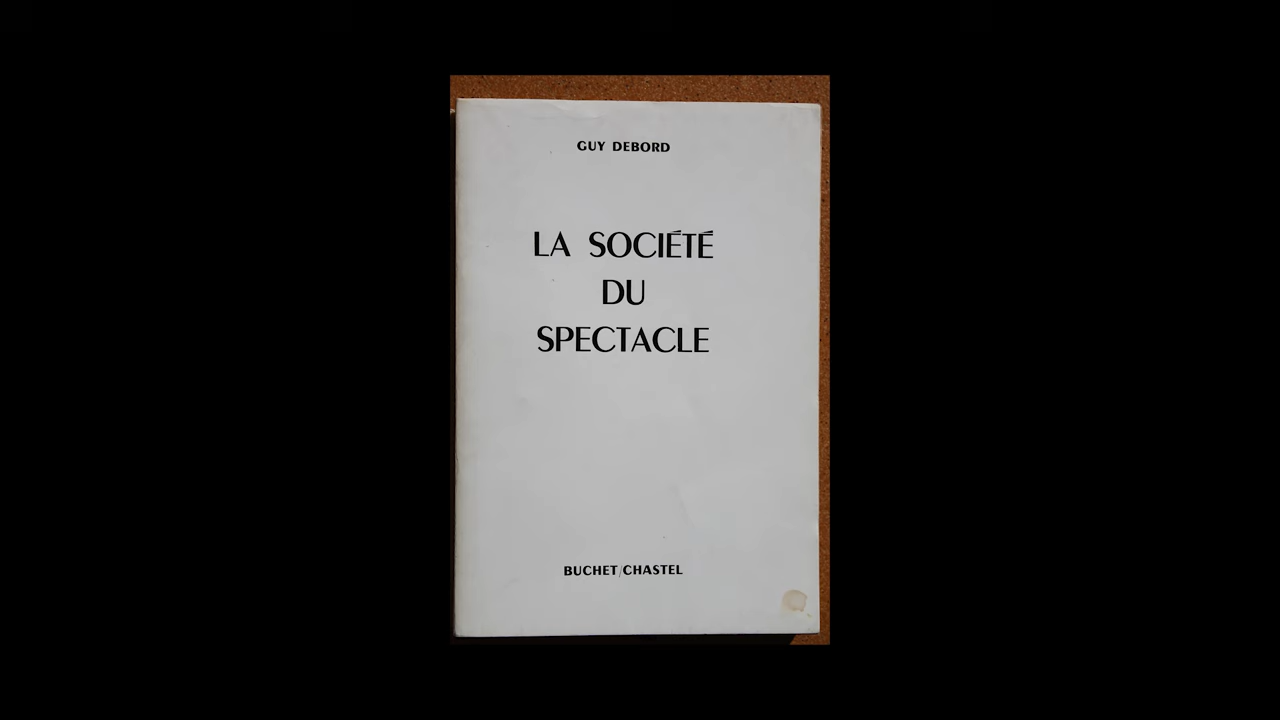 GUY DEBORD
LA SOCIÉTÉ
DU
SPECTACLE
BUCHET/CHASTEL